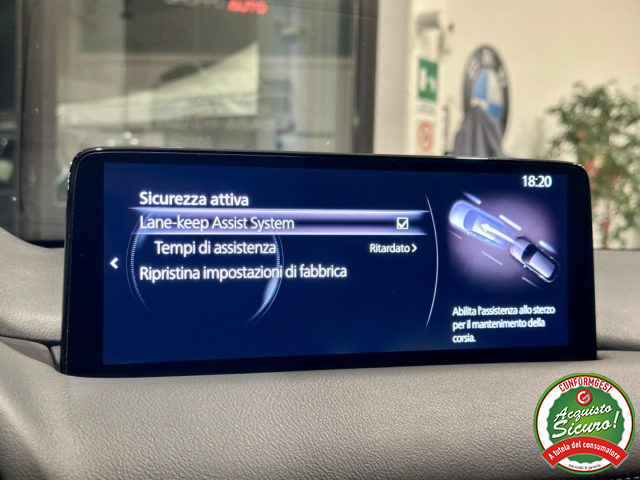 AUTO
18:20
Sicurezza attiva
Lane-keep Assist System
Tempi di assistenza Ritardato
Ripristina impostazioni di fabbrica
Abilita l'assistenza allo sterzo
per il mantenimento della
corsia.
CONFORMGEST
Acquisto
Sicuro!
A tutela del consumatore